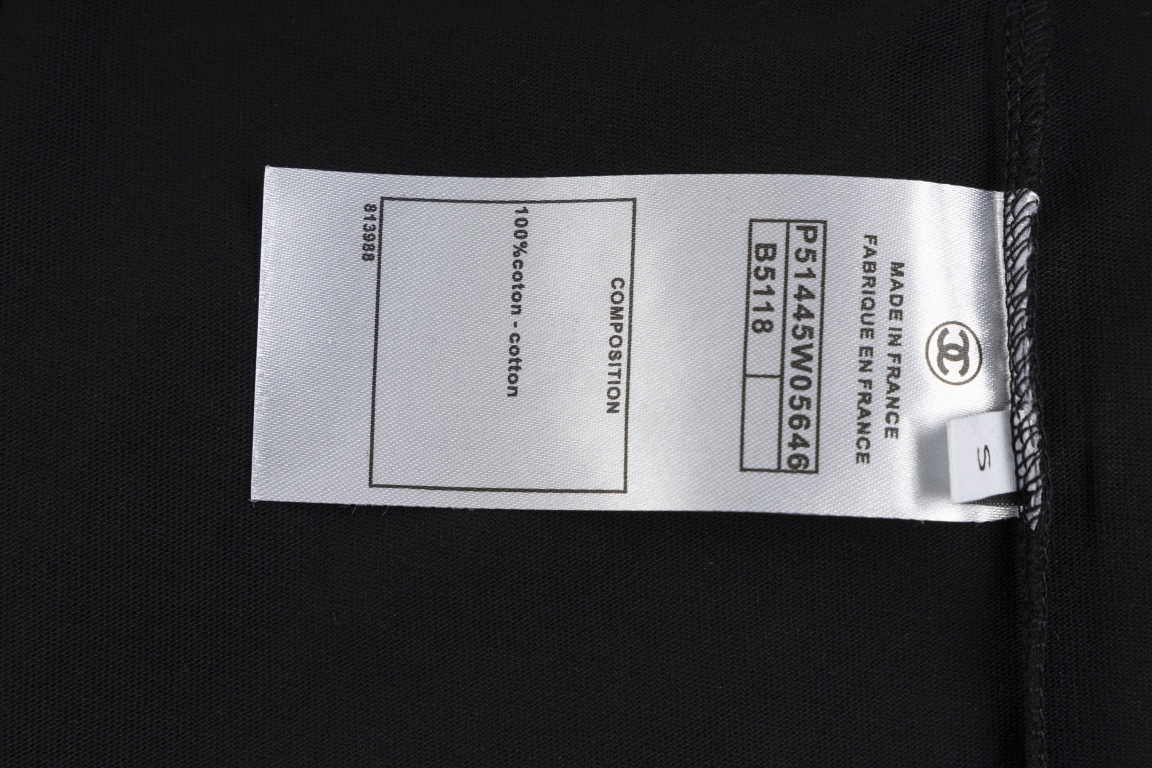 S
MADE IN FRANCE
FABRIQUE EN FRANCE
P51445W05646
B5118
COMPOSITION
100%coton - cotton
813988